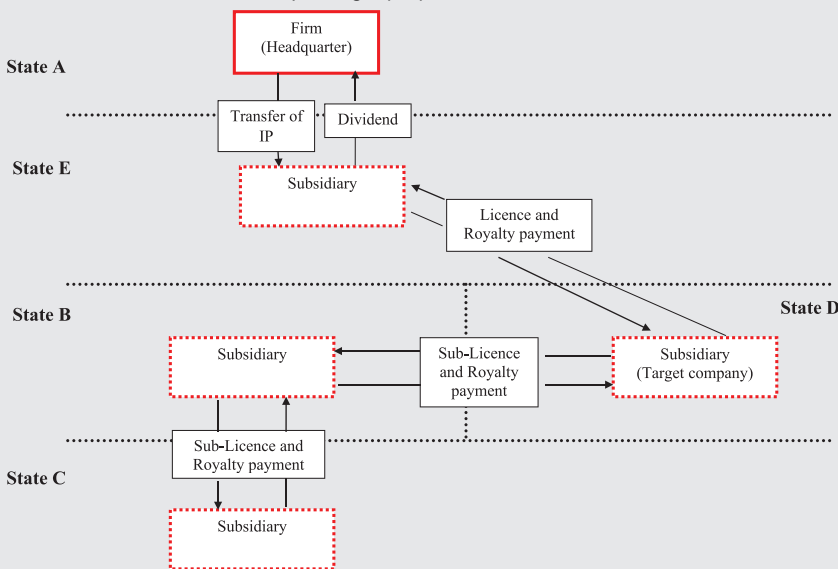 Firm
(Headquarter)
State A
Transfer of
IP
Dividend
State E
Subsidiary
Licence and
Royalty payment
State B
State D
Subsidiary
Sub-Licence
and Royalty
payment
Subsidiary
(Target company)
Sub-Licence and
Royalty payment
State C
Subsidiary